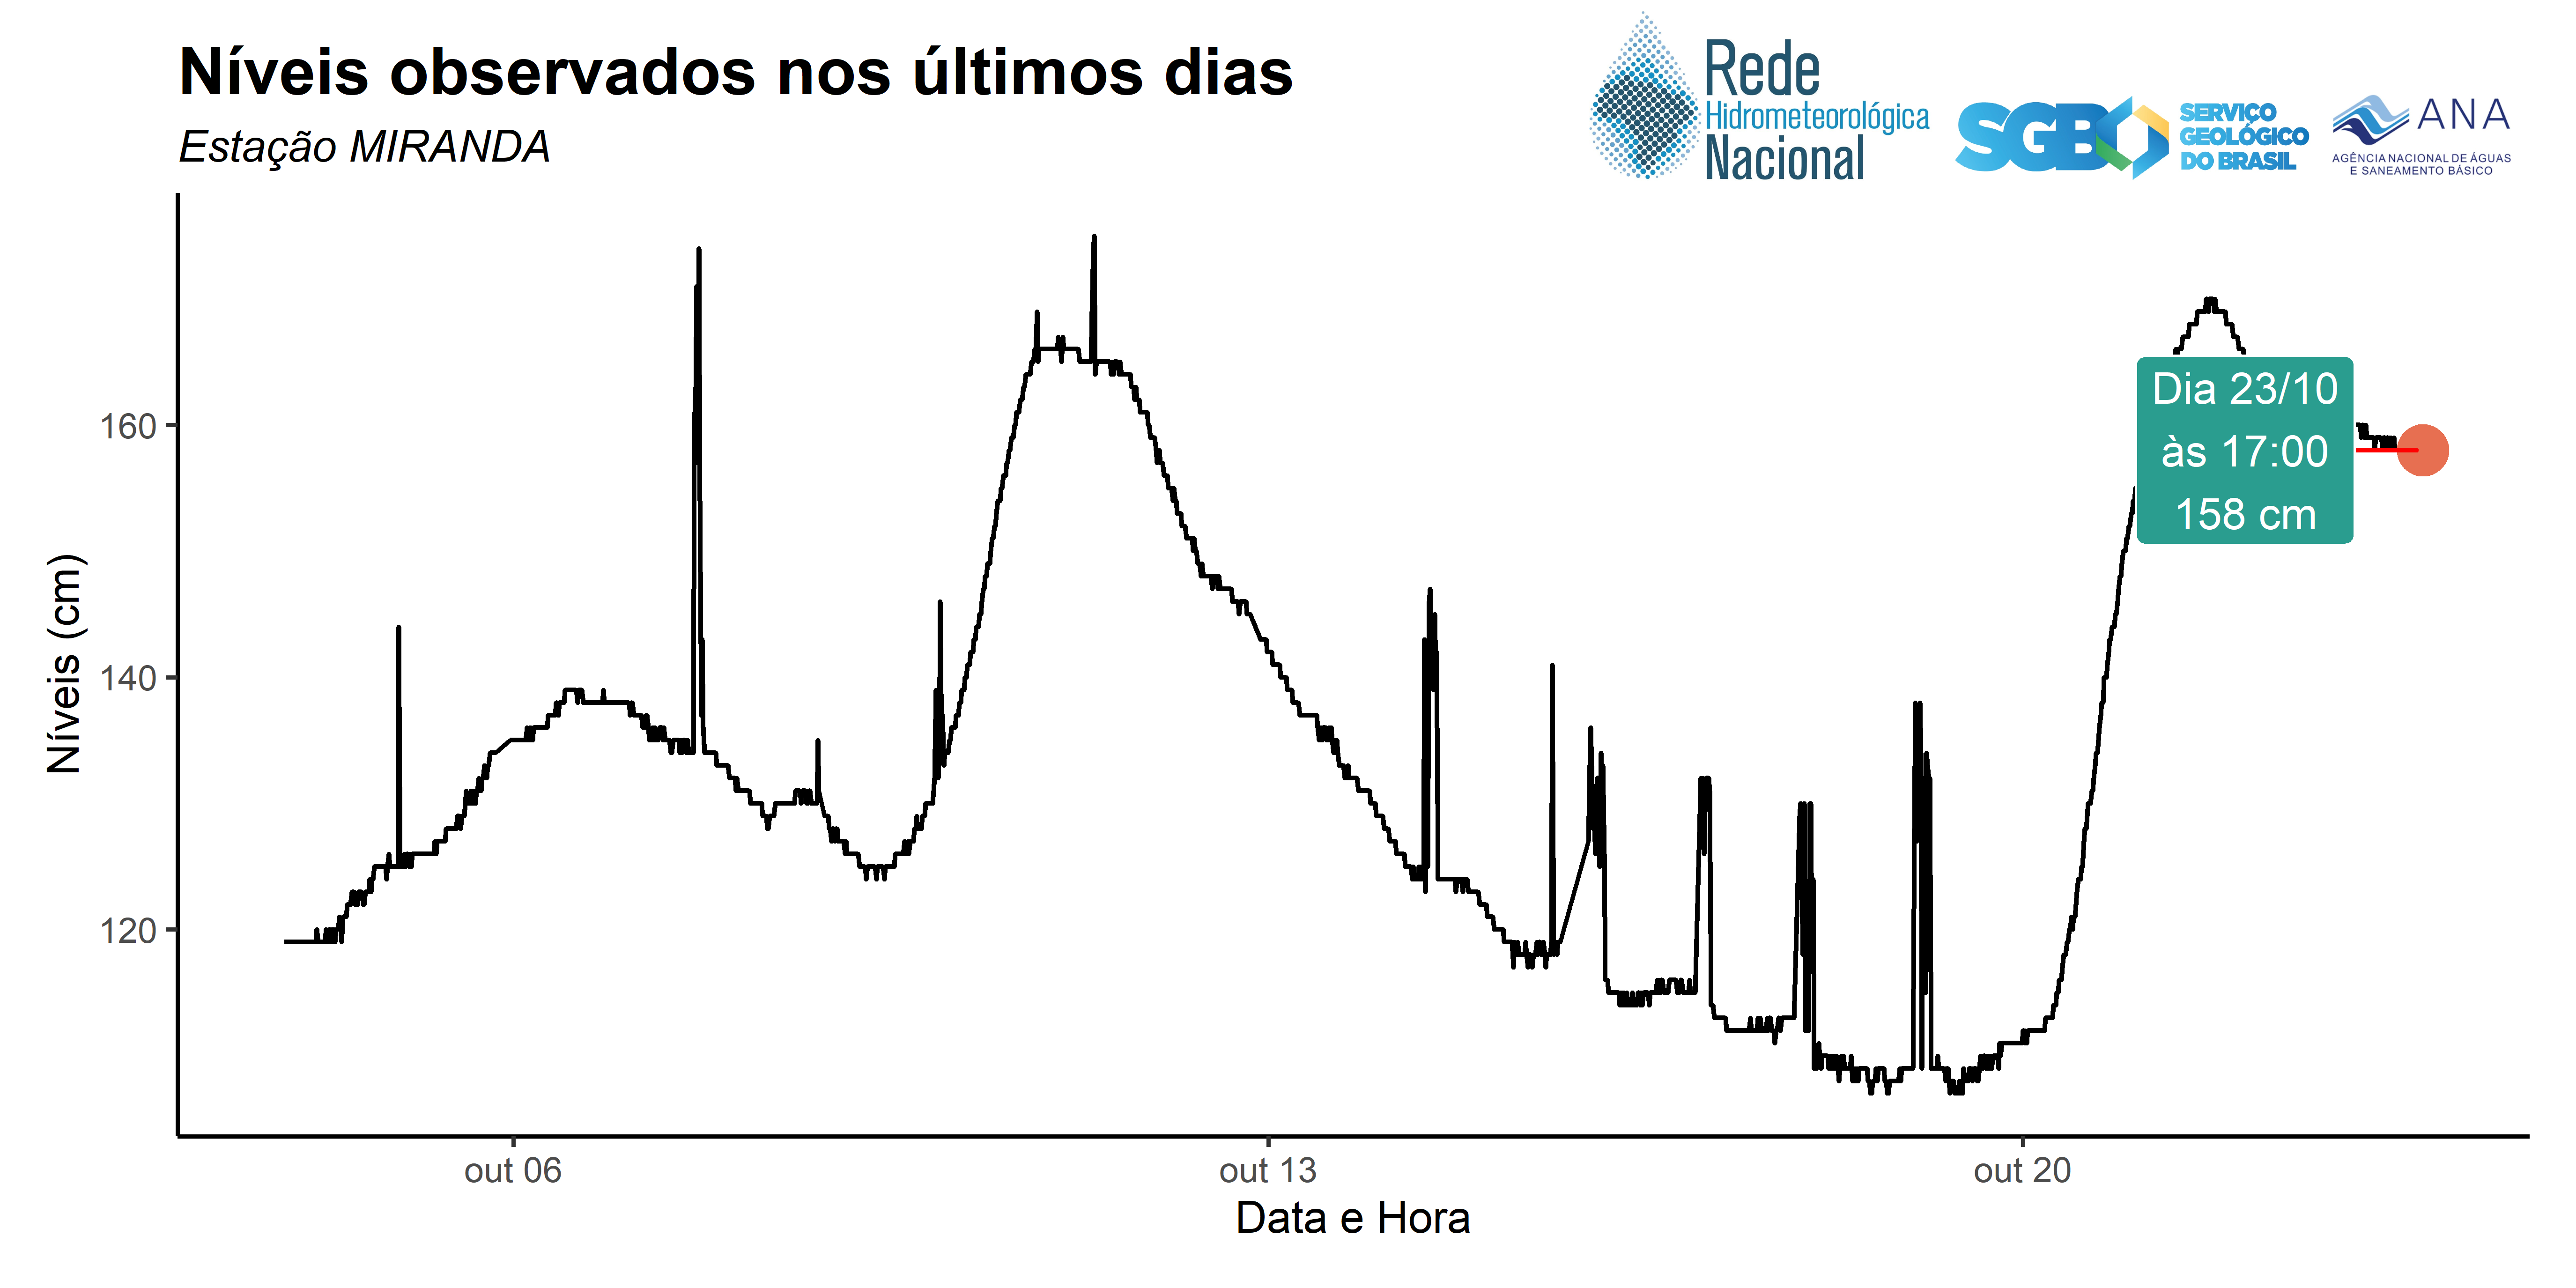 Níveis observados nos últimos dias
Estação MIRANDA
Rede
Hidrometeorológica
Nacional
SGB
SERVIÇO
GEOLÓGICO
DO BRASIL
ANA
AGÊNCIA NACIONAL DE ÁGUAS
E SANEAMENTO BÁSICO
Níveis (cm)
160
140
120
Dia 23/10
às 17:00
158 cm
out 06
out 13
out 20
Data e Hora